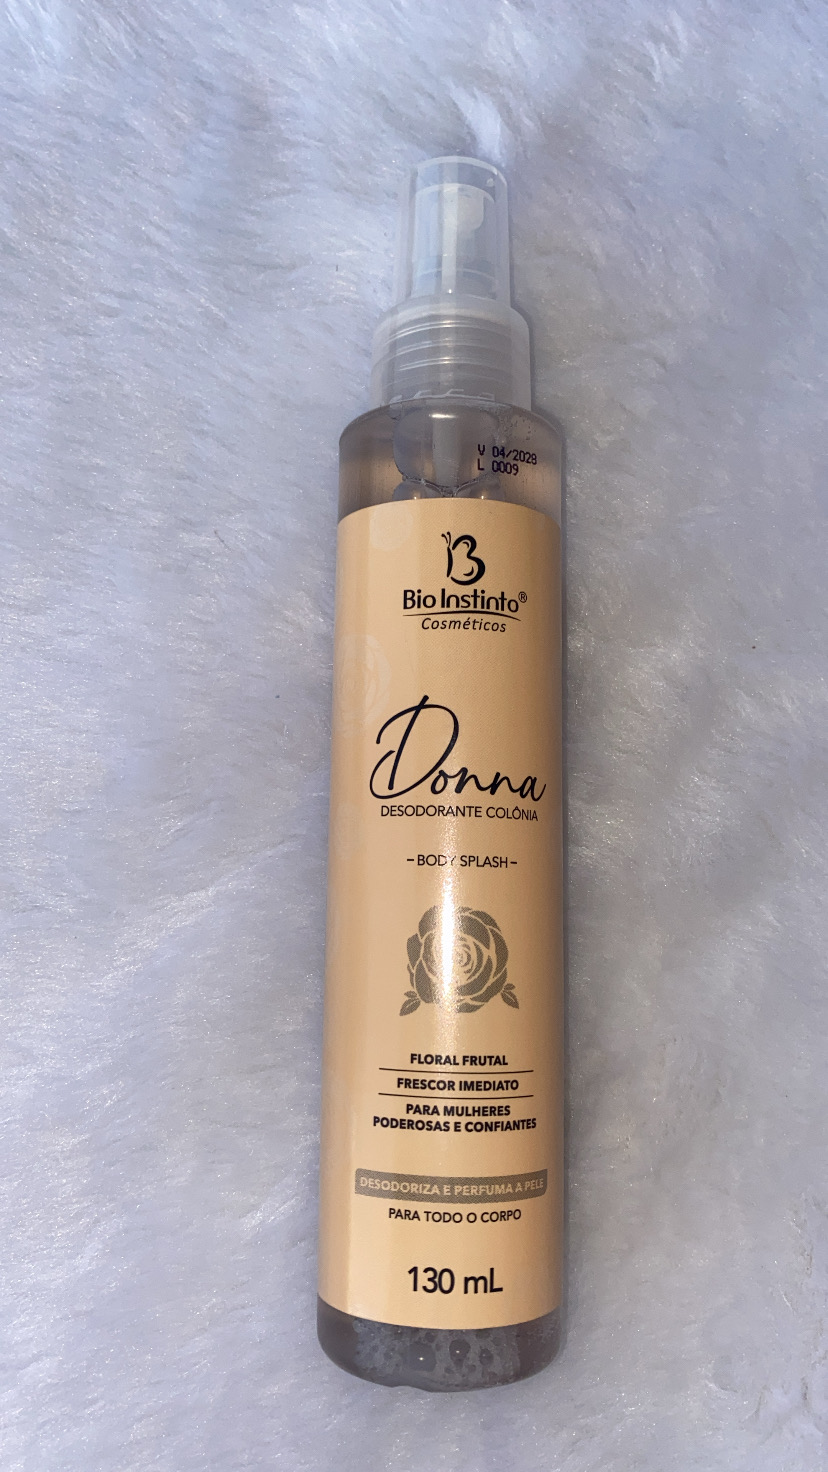 V 04/2028
L 0009
Bio Instinto®
Cosméticos
Donna
DESODORANTE COLÔNIA
–BODY SPLASH–
FLORAL FRUTAL
FRESCOR IMEDIATO
PARA MULHERES
PODEROSAS E CONFIANTES
DESODORIZA E PERFUMA A PELE
PARA TODO O CORPO
130 mL